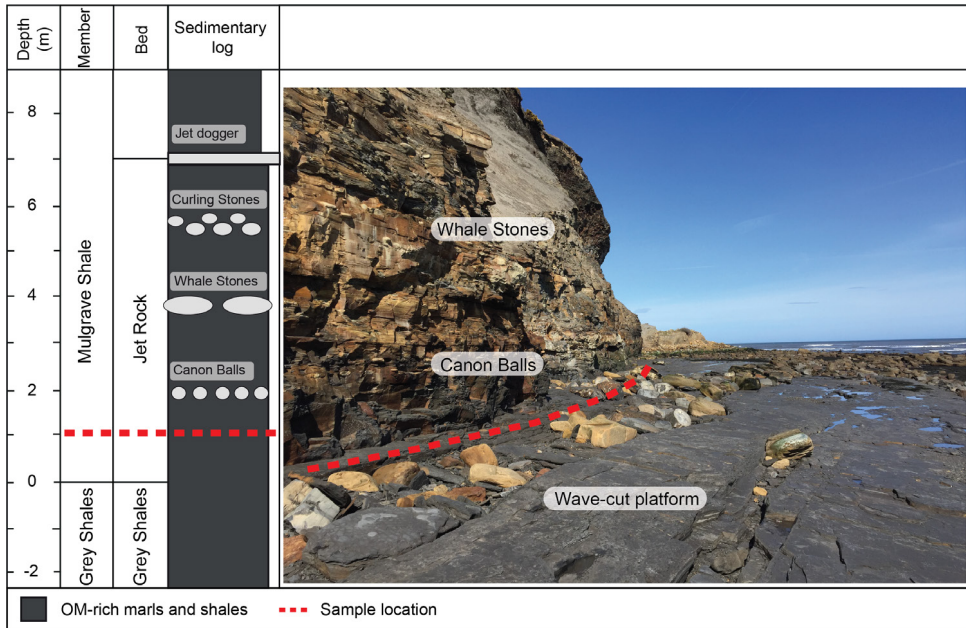 Depth (m)
Member
Bed
Sedimentary
log
8
6
4
2
0
-2
Mulgrave Shale
Grey Shales
Jet Rock
Grey Shales
Jet dogger
Curling Stones
Whale Stones
Canon Balls
Whale Stones
Canon Balls
Wave-cut platform
OM-rich marls and shales
Sample location